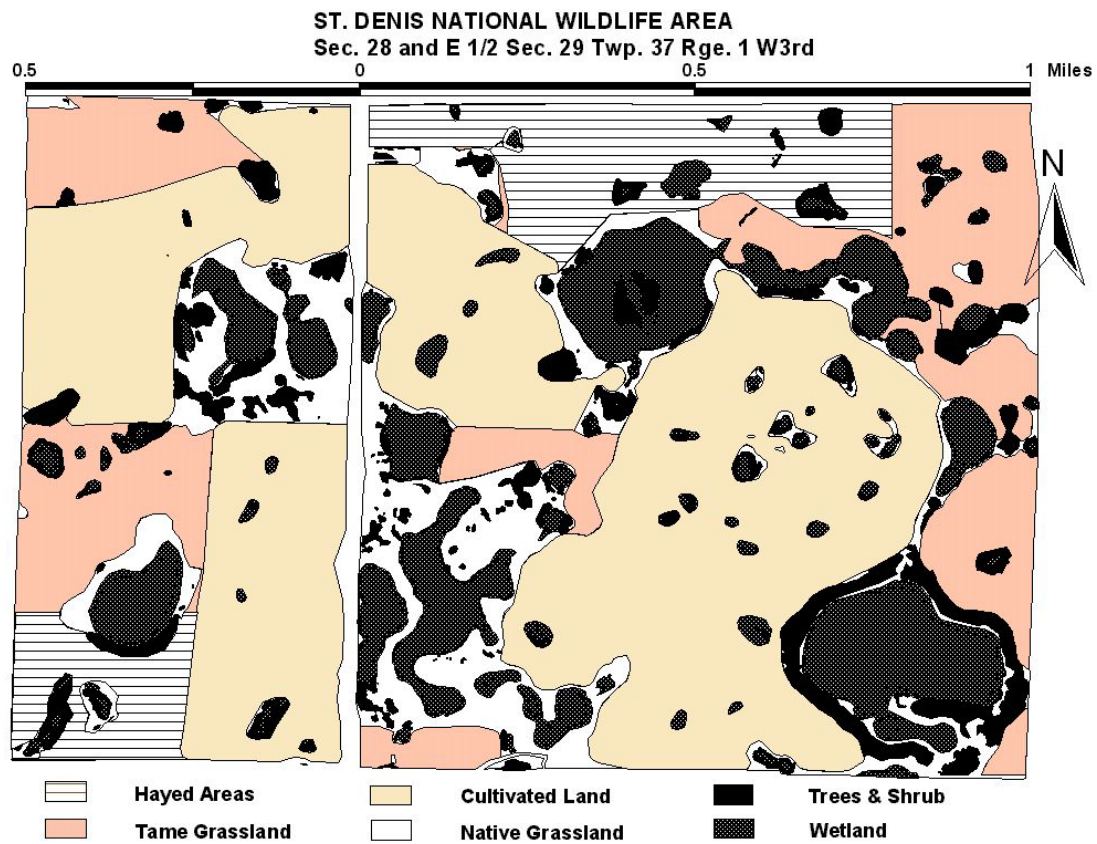 ST. DENIS NATIONAL WILDLIFE AREA
Sec. 28 and E 1/2 Sec. 29 Twp. 37 Rge. 1 W3rd
0.5 0 0.5 1 Miles
N
Hayed Areas Cultivated Land Trees & Shrub
Tame Grassland Native Grassland Wetland